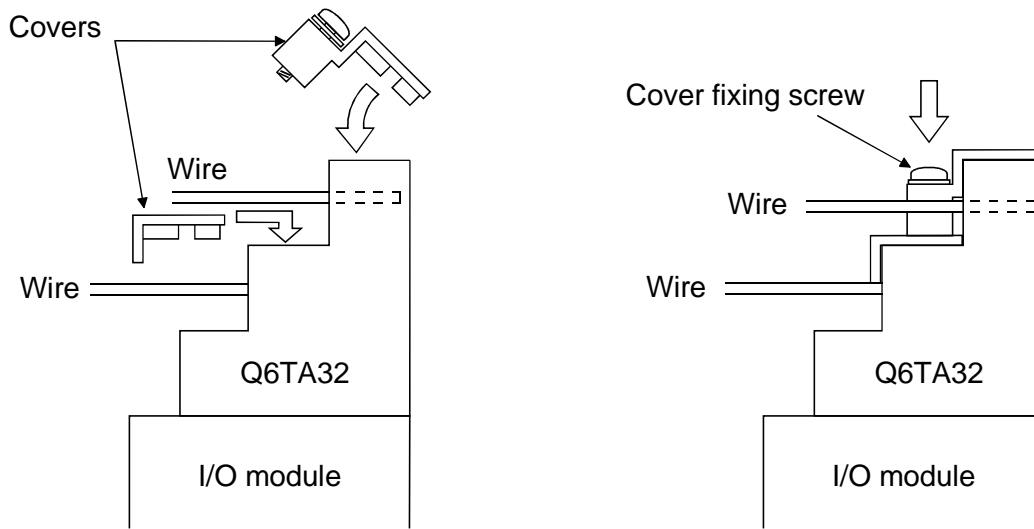 Covers
Wire
Wire
Q6TA32
I/O module
Cover fixing screw
Wire
Wire
Q6TA32
I/O module